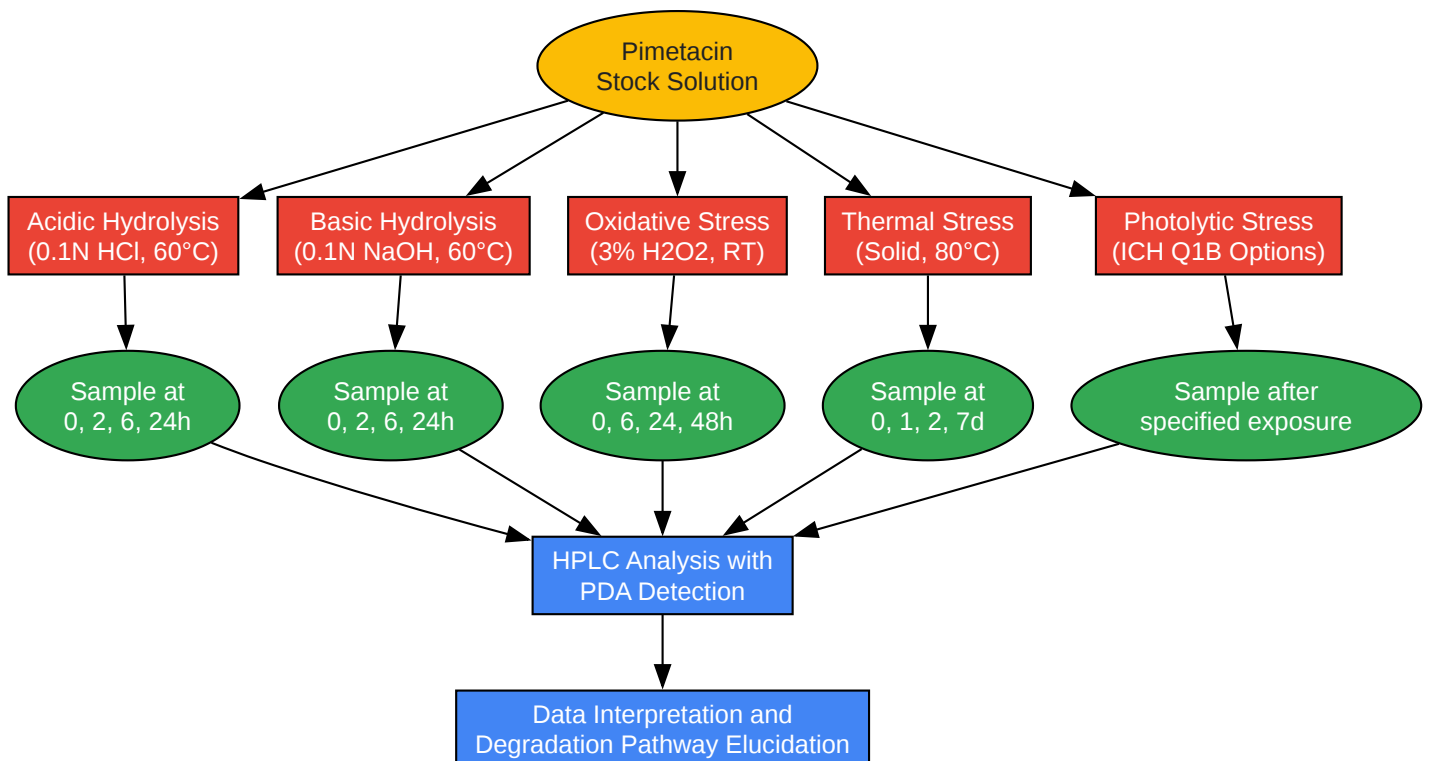 Pimetacin
Stock Solution
Acidic Hydrolysis
(0.1N HCl, 60°C)
Basic Hydrolysis
(0.1N NaOH, 60°C)
Oxidative Stress
(3% H2O2, RT)
Thermal Stress
(Solid, 80°C)
Photolytic Stress
(ICH Q1B Options)
Sample at
0, 2, 6, 24h
Sample at
0, 2, 6, 24h
Sample at
0, 6, 24, 48h
Sample at
0, 1, 2, 7d
Sample after
specified exposure
HPLC Analysis with
PDA Detection
Data Interpretation and
Degradation Pathway Elucidation